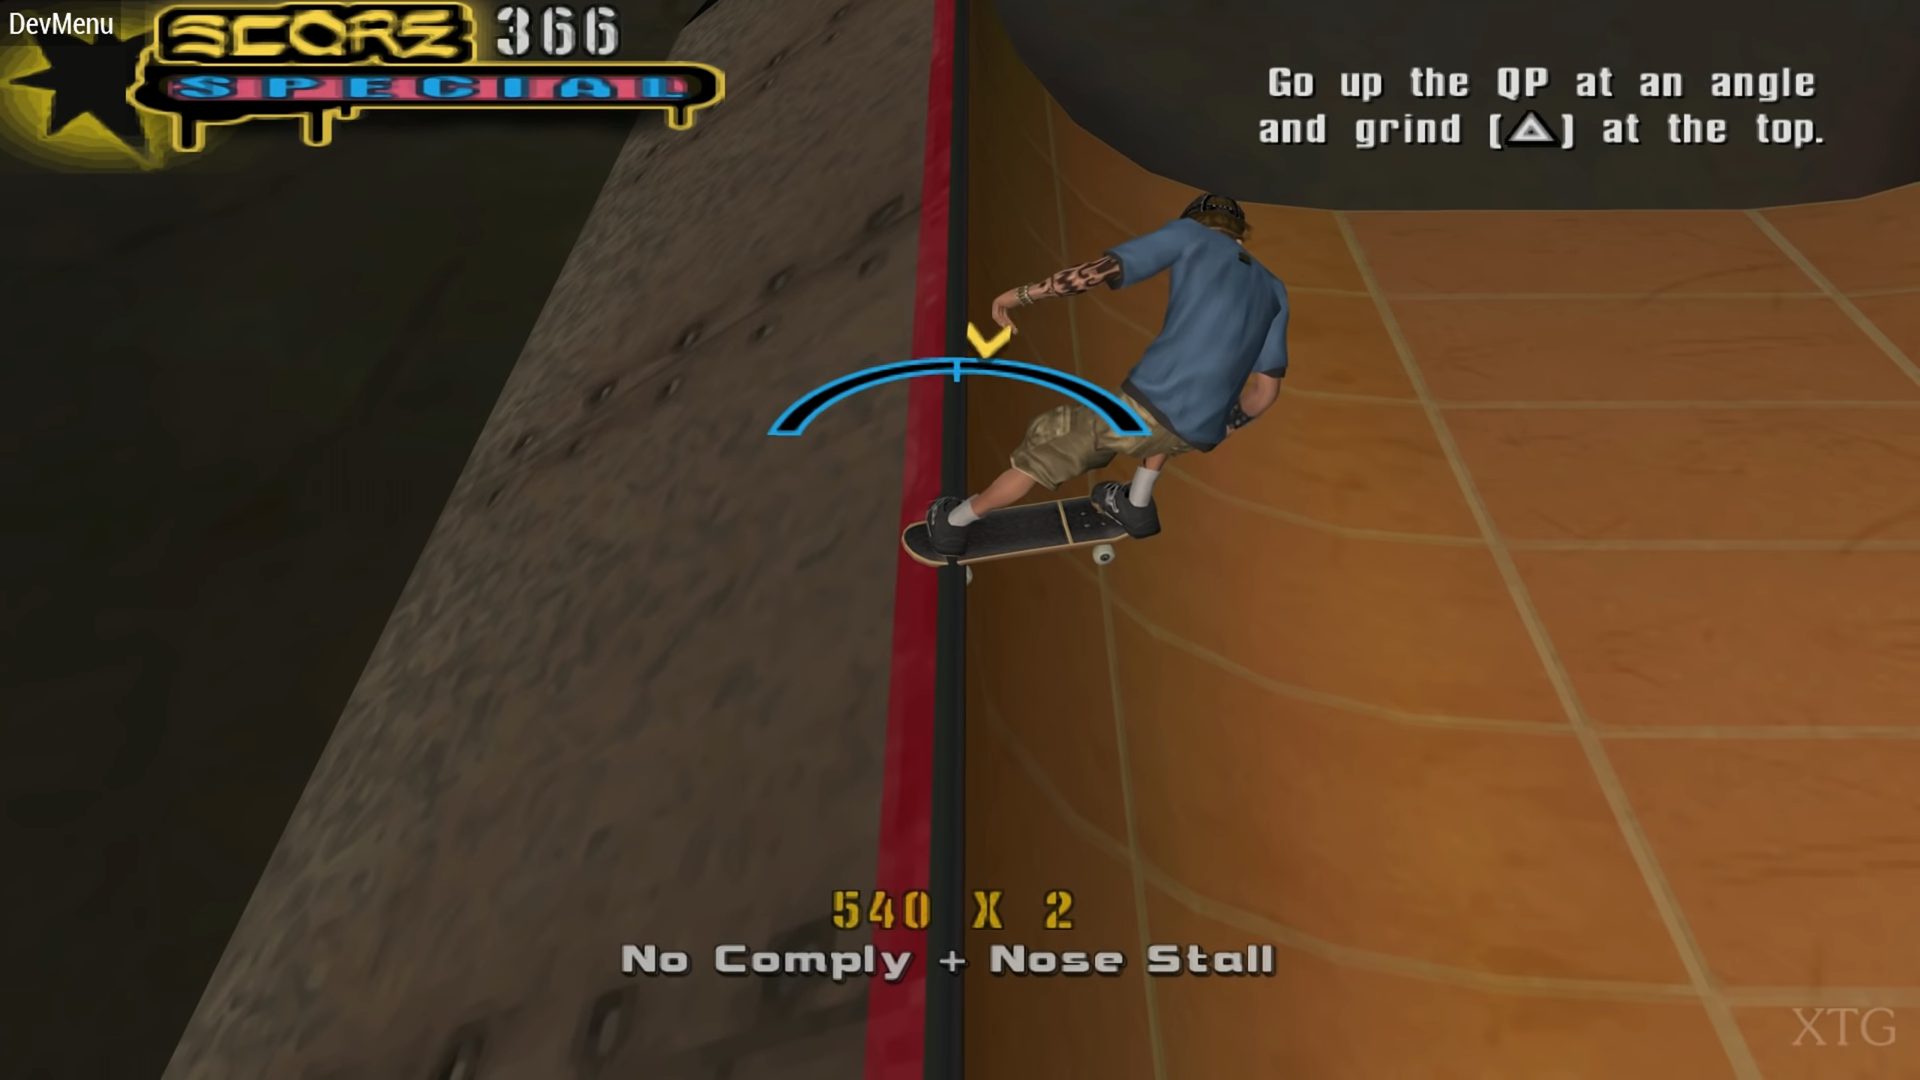 DevMenu
SCORE 366
SPECIAL
Go up the QP at an angle
and grind [△] at the top.
540 X 2
No Comply + Nose Stall
XTG